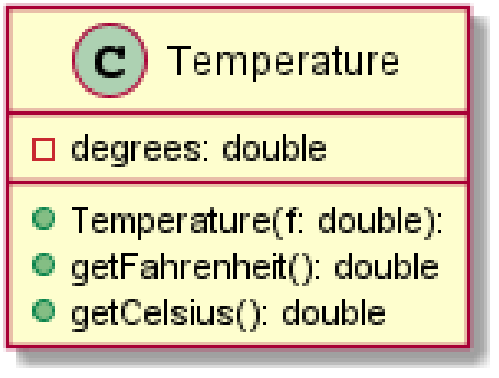 C Temperature
degrees: double
Temperature(f: double):
getFahrenheit(): double
getCelsius(): double